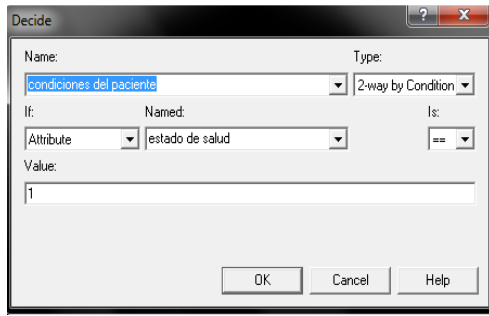 Decide
Name: Type:
condiciones del paciente 2-way by Condition
If: Named: Is:
Attribute estado de salud ==
Value:
1
OK Cancel Help